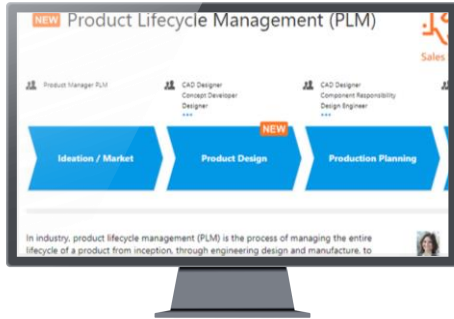 NEW Product Lifecycle Management (PLM)
Sales
Product Manager PLM
CAD Designer
Concept Developer
Designer
CAD Designer
Component Responsibility
Design Engineer
NEW
Ideation / Market
Product Design
Production Planning
In industry, product lifecycle management (PLM) is the process of managing the entire
lifecycle of a product from inception, through engineering design and manufacture, to